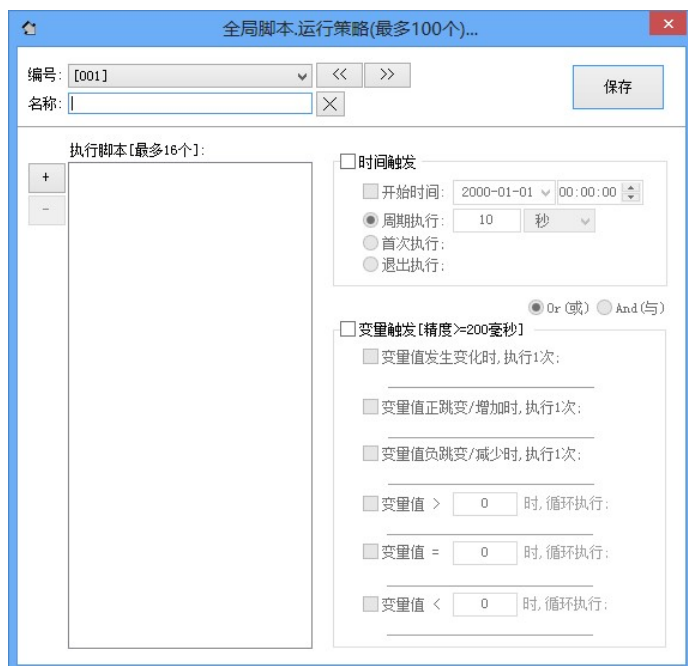 全局脚本.运行策略(最多100个)...
编号: [001] << >>
保存
名称:
执行脚本[最多16个]:
+
-
时间触发
开始时间: 2000-01-01 00:00:00
周期执行: 10 秒
首次执行:
退出执行:
Or(或) And(与)
变量触发[精度>=200毫秒]
变量值发生变化时,执行1次:
变量值正跳变/增加时,执行1次:
变量值负跳变/减少时,执行1次:
变量值 > 0 时,循环执行:
变量值 = 0 时,循环执行:
变量值 < 0 时,循环执行: